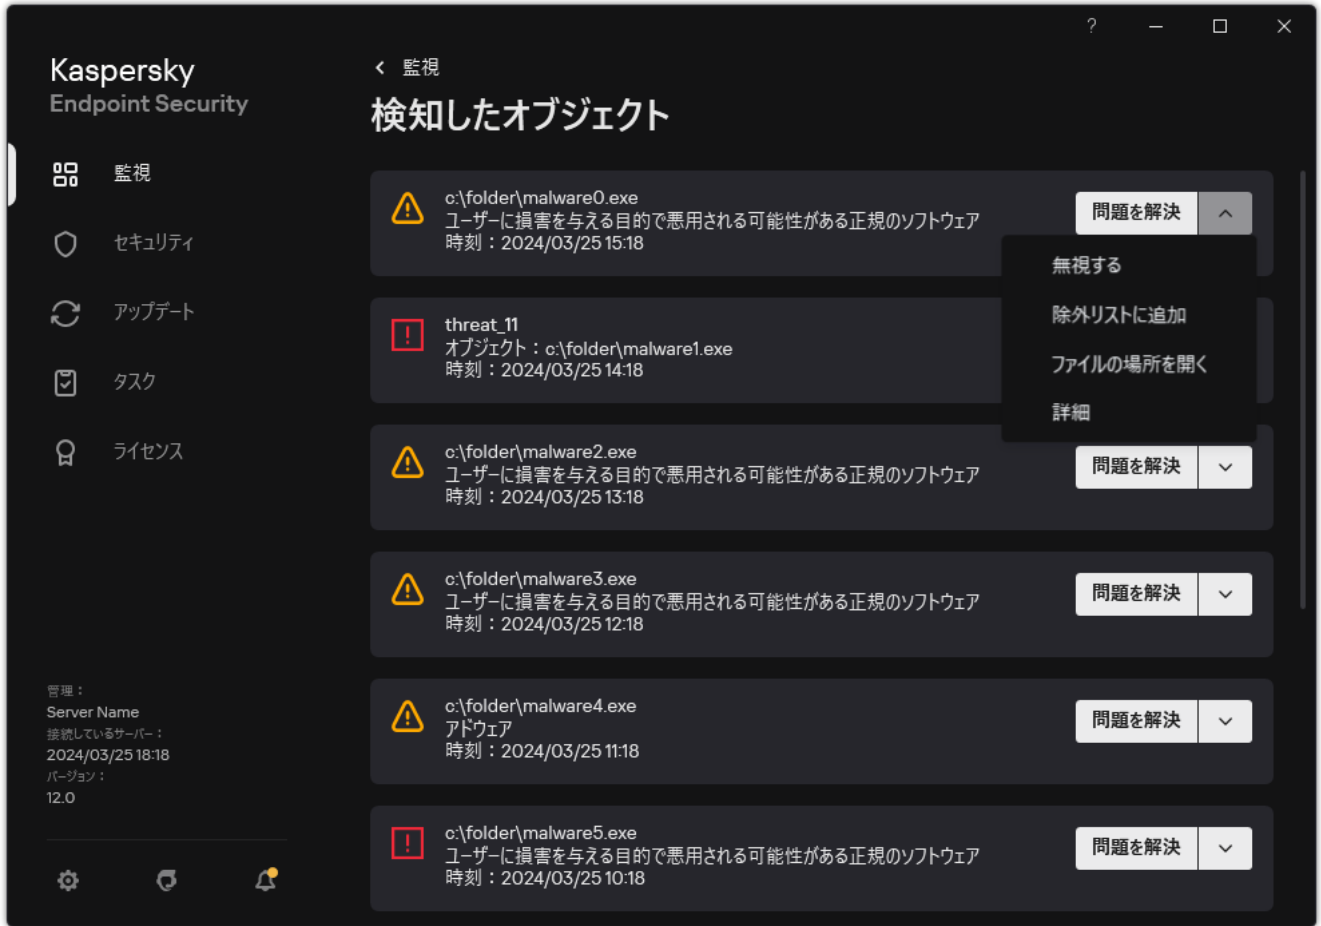 ?
Kaspersky
Endpoint Security
監視
セキュリティ
アップデート
タスク
ライセンス
管理：
Server Name
接続しているサーバー：
2024/03/25 18:18
バージョン：
12.0
監視
検知したオブジェクト
c:\folder\malware0.exe
ユーザーに損害を与える目的で悪用される可能性がある正規のソフトウェア
時刻：2024/03/25 15:18
問題を解決
無視する
除外リストに追加
ファイルの場所を開く
詳細
threat_11
オブジェクト：c:\folder\malware1.exe
時刻：2024/03/25 14:18
c:\folder\malware2.exe
ユーザーに損害を与える目的で悪用される可能性がある正規のソフトウェア
時刻：2024/03/25 13:18
問題を解決
c:\folder\malware3.exe
ユーザーに損害を与える目的で悪用される可能性がある正規のソフトウェア
時刻：2024/03/25 12:18
問題を解決
c:\folder\malware4.exe
アドウェア
時刻：2024/03/25 11:18
問題を解決
c:\folder\malware5.exe
ユーザーに損害を与える目的で悪用される可能性がある正規のソフトウェア
時刻：2024/03/25 10:18
問題を解決